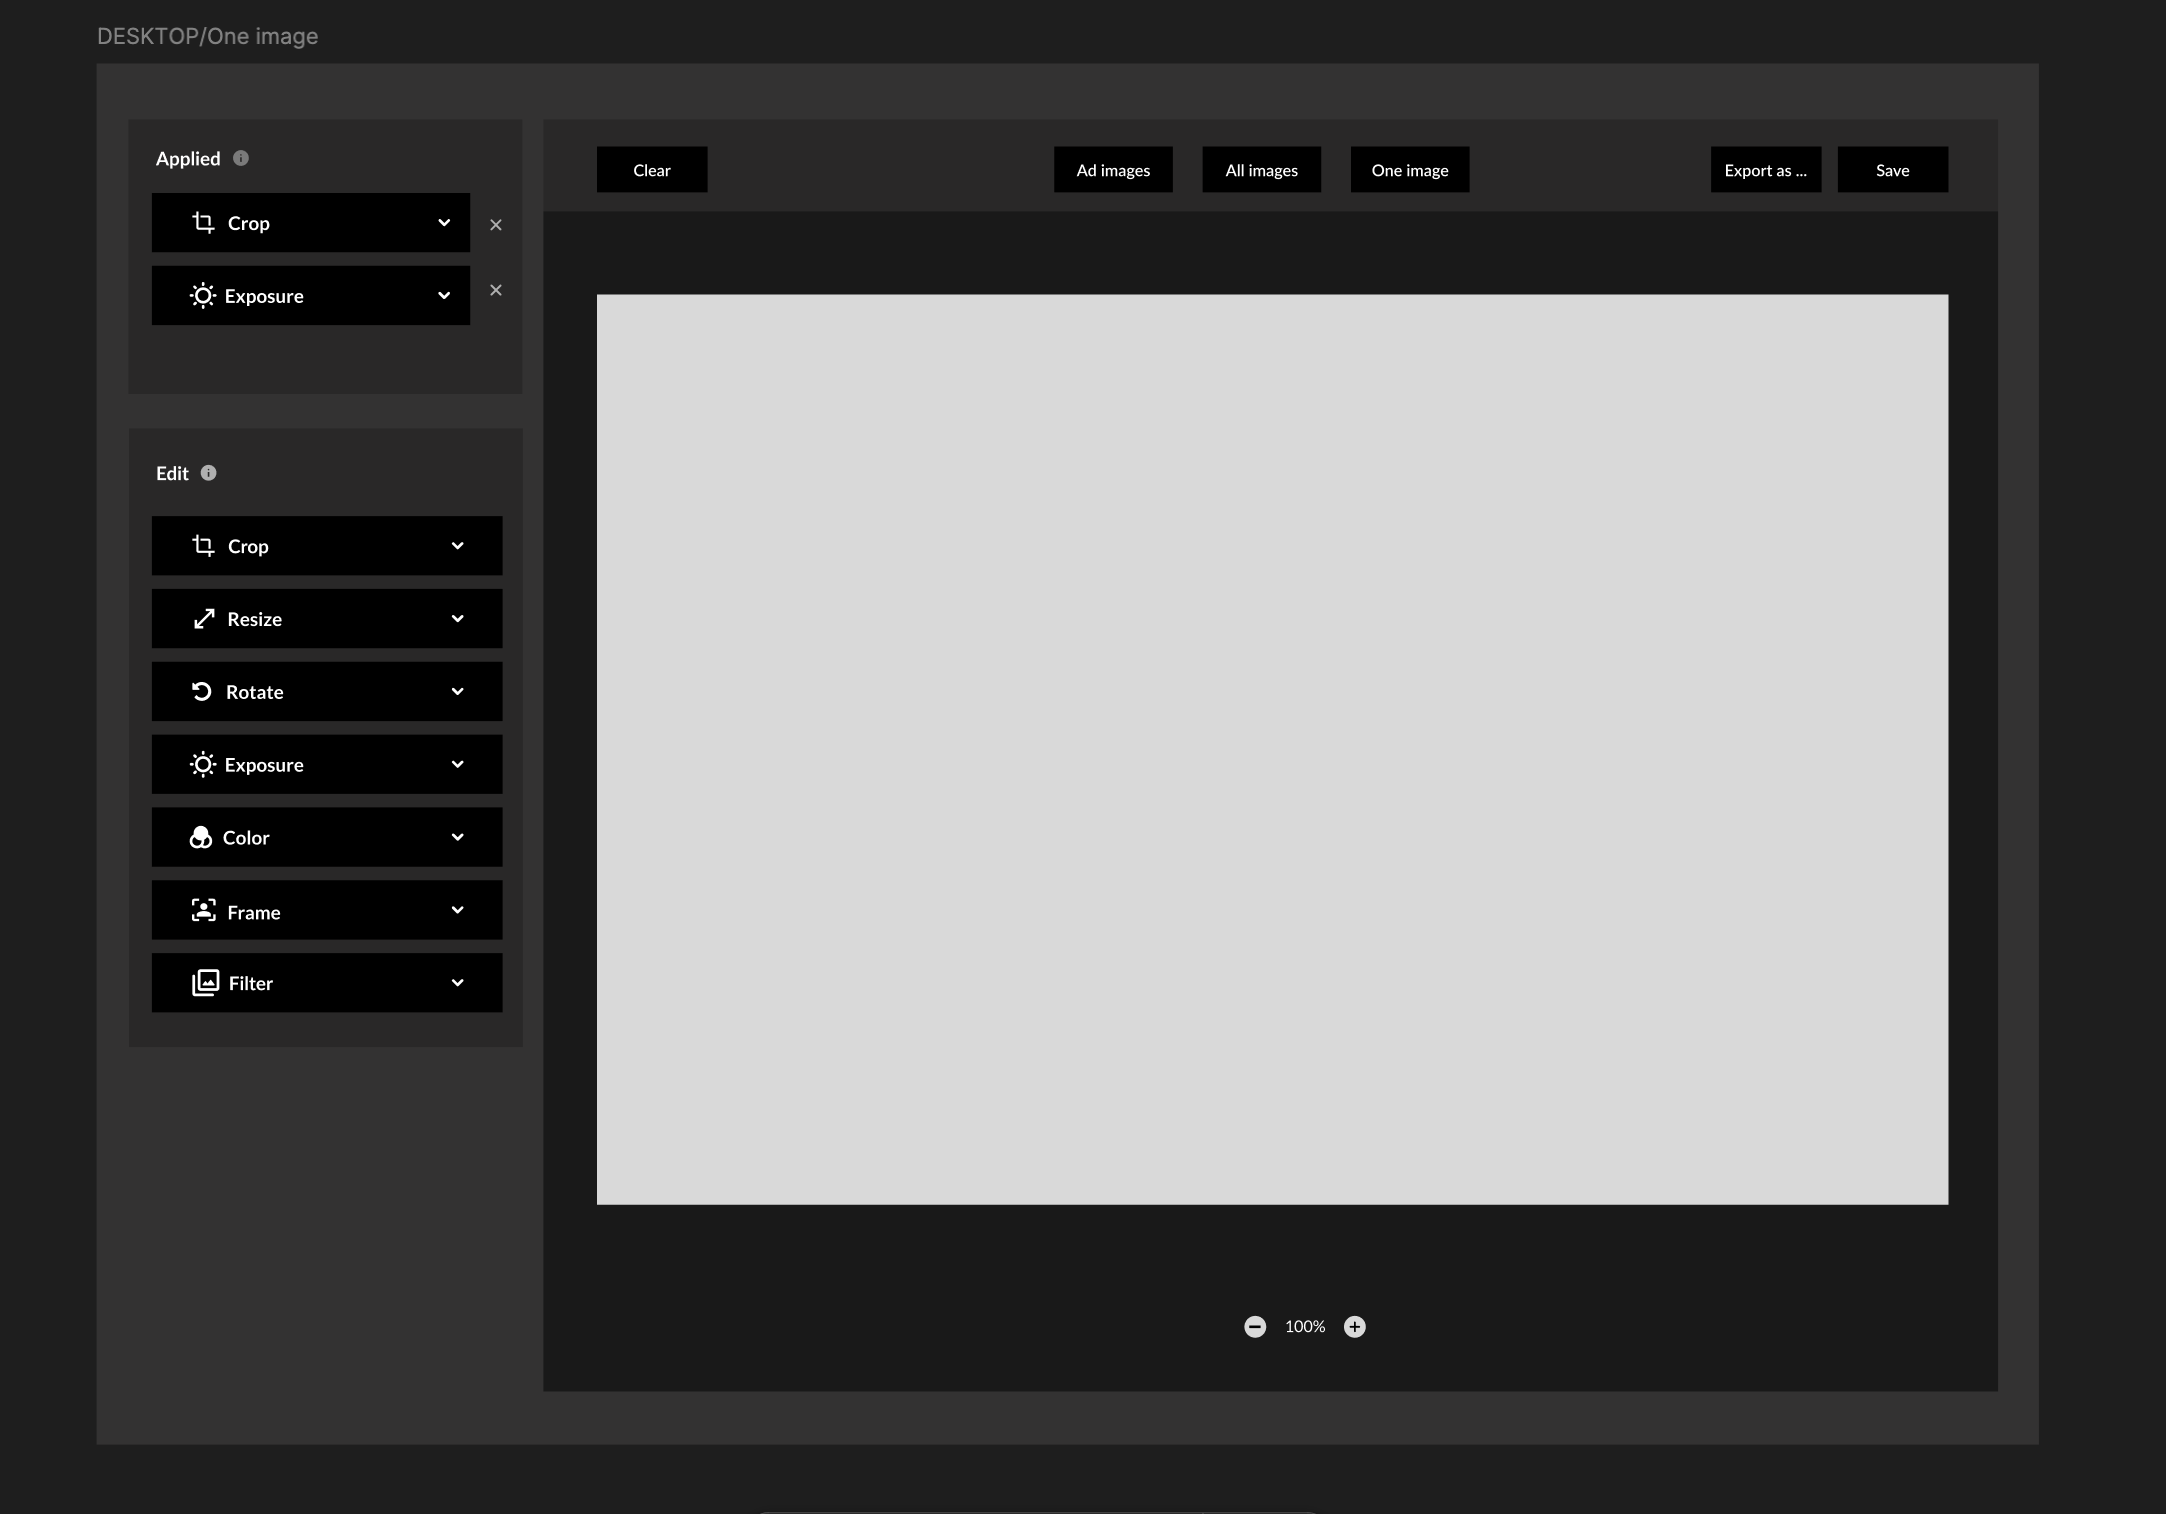 DESKTOP/One image
Applied
Crop
Exposure
Edit
Crop
Resize
Rotate
Exposure
Color
Frame
Filter
Clear
Ad images
All images
One image
Export as ...
Save
100%